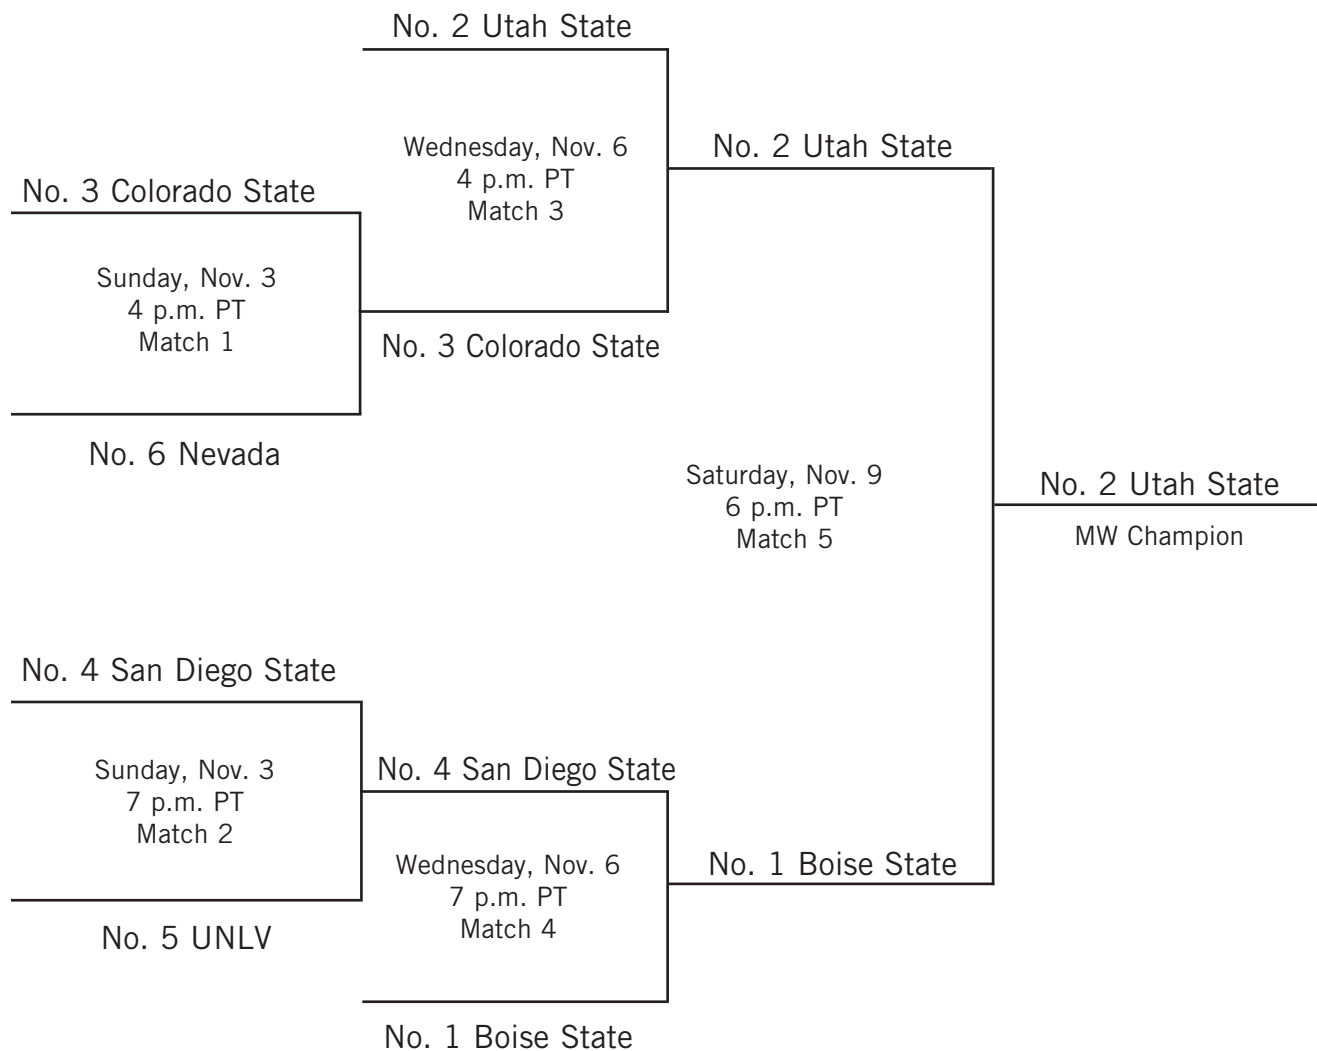 No. 2 Utah State
Wednesday, Nov. 6
4 p.m. PT
Match 3
No. 2 Utah State
No. 3 Colorado State
Sunday, Nov. 3
4 p.m. PT
Match 1
No. 3 Colorado State
No. 6 Nevada
Saturday, Nov. 9
6 p.m. PT
Match 5
No. 2 Utah State
MW Champion
No. 4 San Diego State
Sunday, Nov. 3
7 p.m. PT
Match 2
No. 4 San Diego State
Wednesday, Nov. 6
7 p.m. PT
Match 4
No. 1 Boise State
No. 5 UNLV
No. 1 Boise State